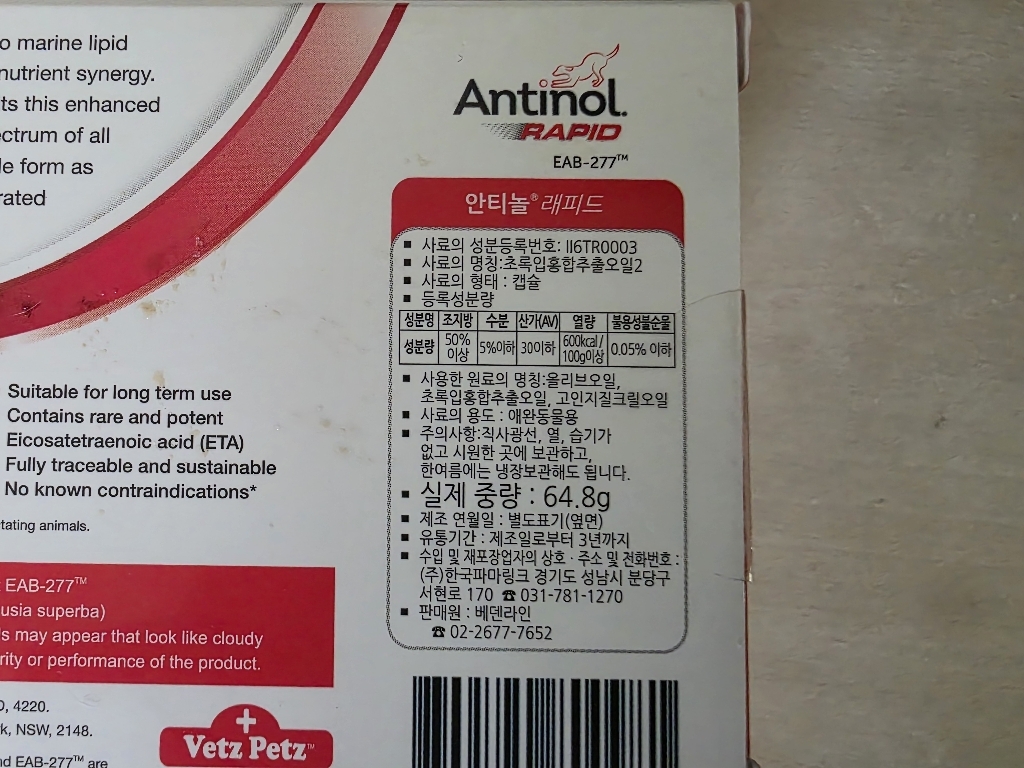 o marine lipid
nutrient synergy.
ts this enhanced
ectrum of all
le form as
rated
Suitable for long term use
Contains rare and potent
Eicosatetraenoic acid (ETA)
Fully traceable and sustainable
No known contraindications*
tating animals.
EAB-277™
usia superba)
s may appear that look like cloudy
rity or performance of the product.
, 4220.
k, NSW, 2148.
nd EAB-277™ are
Vetz Petz™
Antinol.
RAPID
EAB-277™
안티놀® 래피드
■ 사료의 성분등록번호: II6TR0003
■ 사료의 명칭:초록입홍합추출오일2
■ 사료의 형태 : 캡슐
■ 등록성분량
성분명 조지방 수분 산가(AV) 열량 불용성불순물
성분량 50% 이상 5%이하 30이하 600kcal/ 100g이상 0.05% 이하
■ 사용한 원료의 명칭:올리브오일,
초록입홍합추출오일, 고인지질크릴오일
■ 사료의 용도 : 애완동물용
■ 주의사항:직사광선, 열, 습기가
없고 시원한 곳에 보관하고,
한여름에는 냉장보관해도 됩니다.
■ 실제 중량 : 64.8g
■ 제조 연월일 : 별도표기(옆면)
■ 유통기간 : 제조일로부터 3년까지
■ 수입 및 재포장업자의 상호 · 주소 및 전화번호 :
(주)한국파마링크 경기도 성남시 분당구
서현로 170 ☎ 031-781-1270
■ 판매원 : 베덴라인
☎ 02-2677-7652